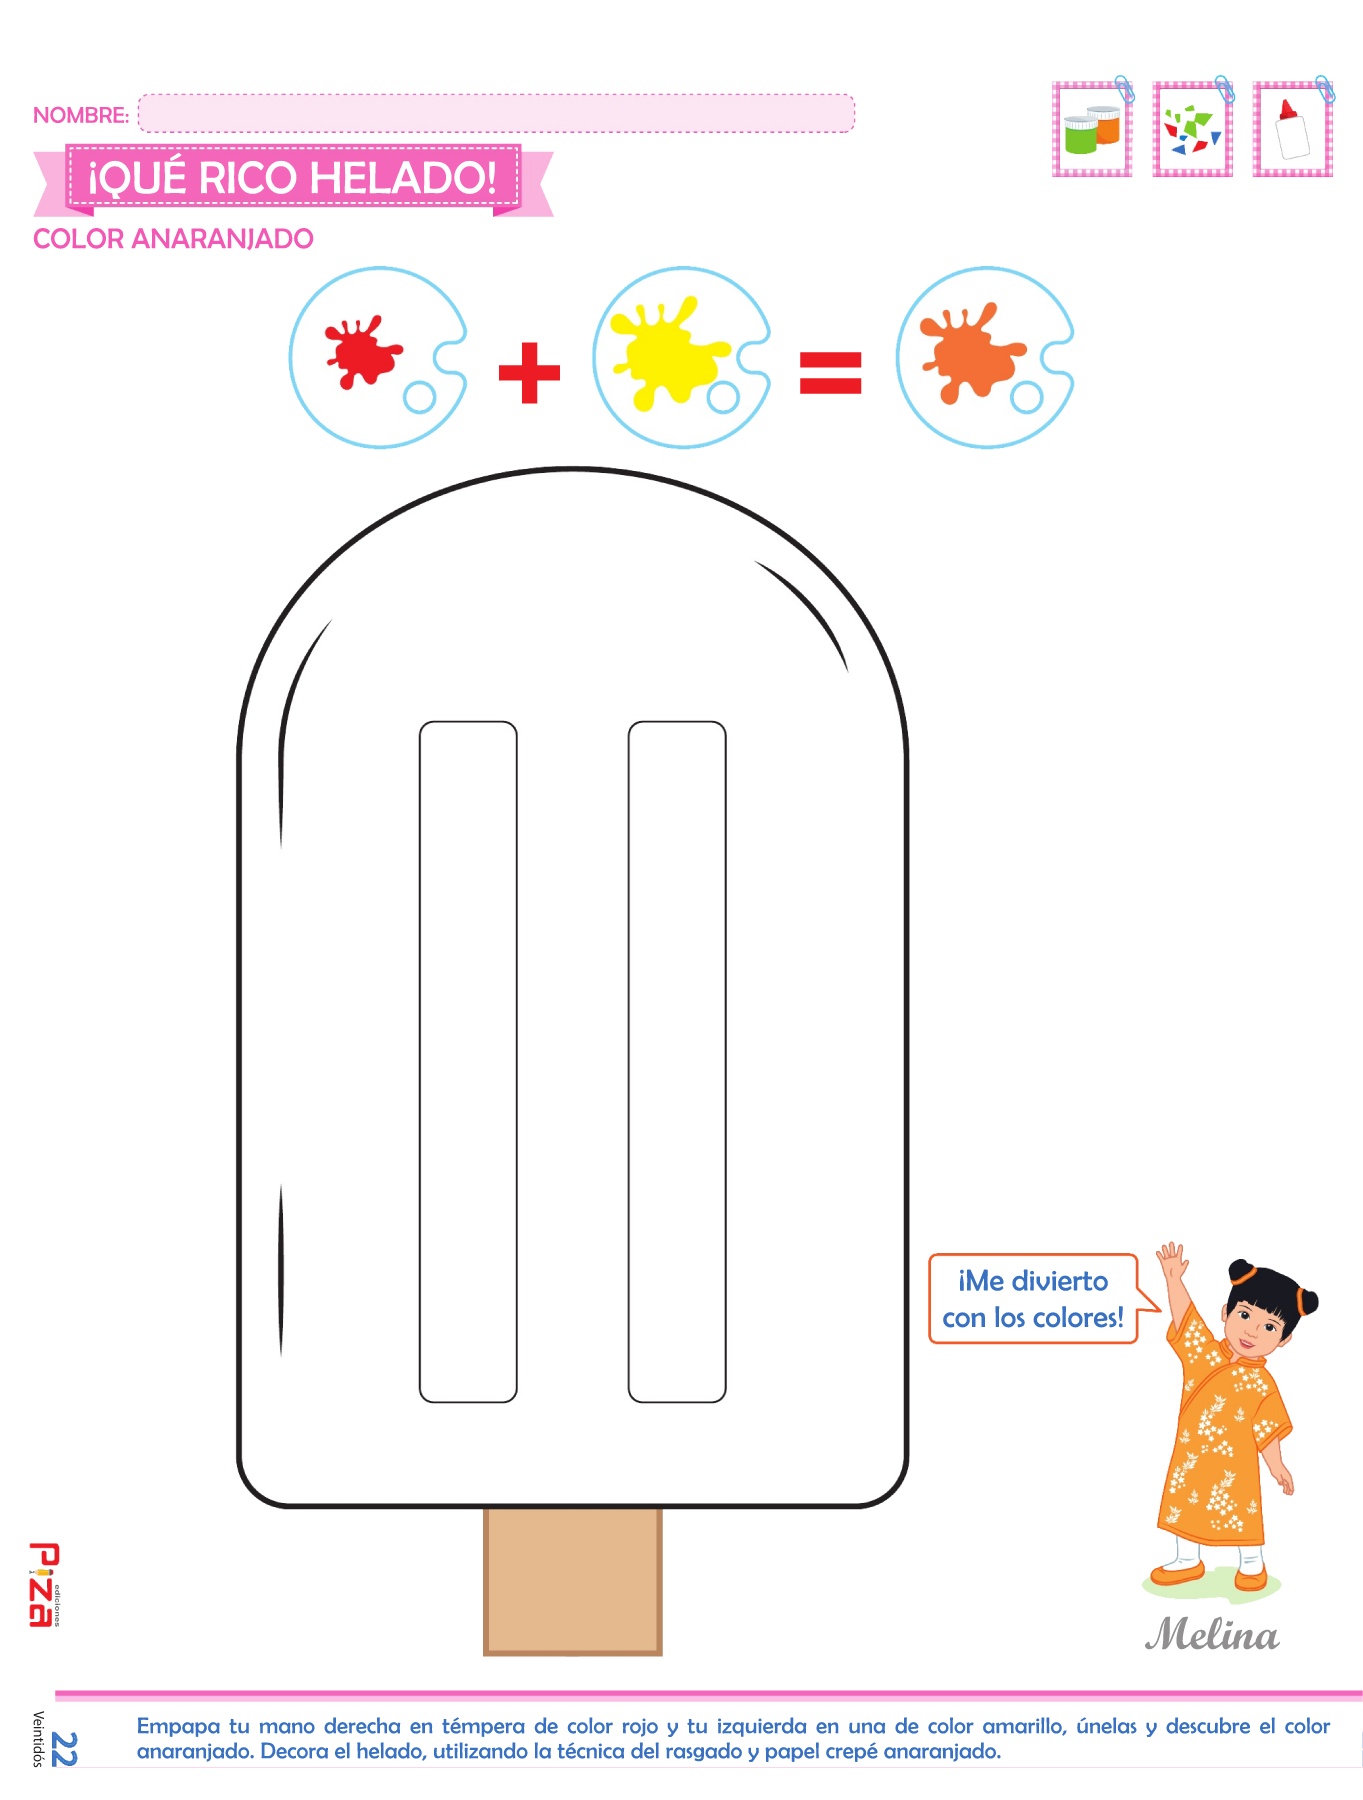 NOMBRE:
¡QUÉ RICO HELADO!
COLOR ANARANJADO
¡Me divierto
con los colores!
Melina
PIZA
ediciones
Empapa tu mano derecha en témpera de color rojo y tu izquierda en una de color amarillo, únelas y descubre el color
anaranjado. Decora el helado, utilizando la técnica del rasgado y papel crepé anaranjado.
22
Veintidós